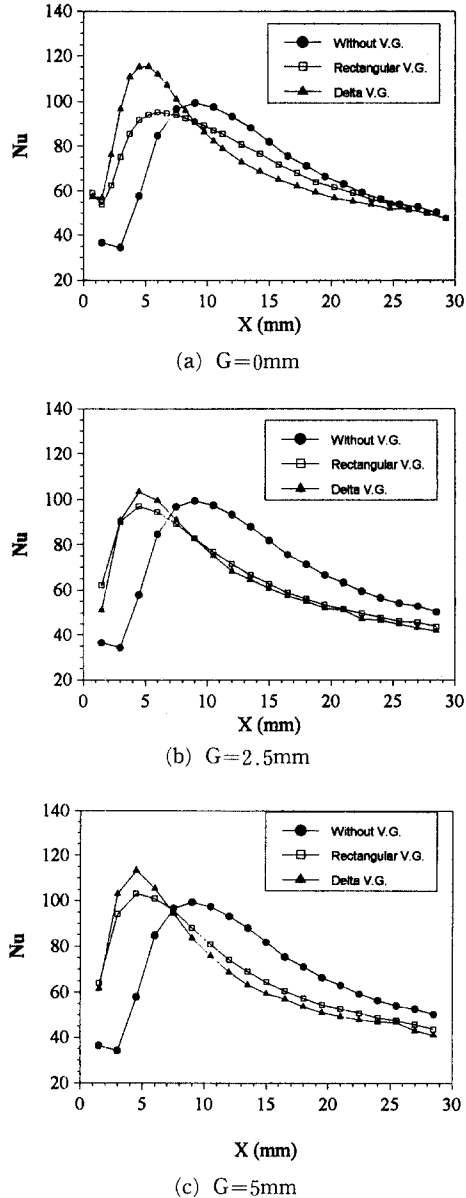 140
120
100
80
60
40
20
Nu
Without V.G.
Rectangular V.G.
Delta V.G.
0 5 10 15 20 25 30
X (mm)
(a) G=0mm
140
120
100
80
60
40
20
Nu
Without V.G.
Rectangular V.G.
Delta V.G.
0 5 10 15 20 25 30
X (mm)
(b) G=2.5mm
140
120
100
80
60
40
20
Nu
Without V.G.
Rectangular V.G.
Delta V.G.
0 5 10 15 20 25 30
X (mm)
(c) G=5mm